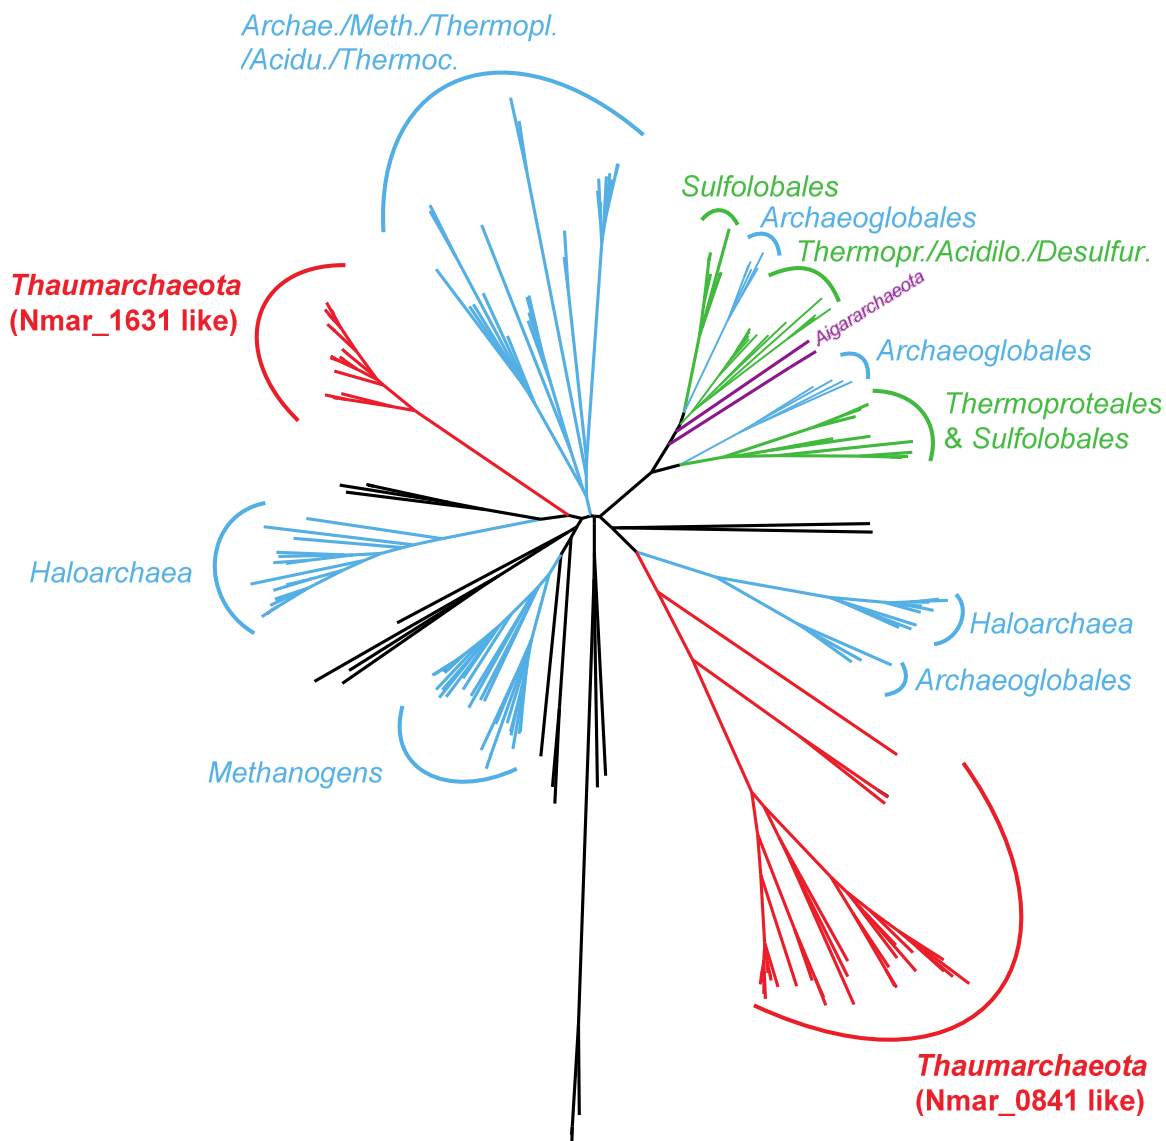 Archae./Meth./Thermopl.
/Acidu./Thermoc.
Sulfolobales
Archaeoglobales
Thermopr./Acidilo./Desulfur.
Aigararchaeota
Thaumarchaeota
(Nmar_1631 like)
Archaeoglobales
Thermoproteales
& Sulfolobales
Haloarchaea
Haloarchaea
Archaeoglobales
Methanogens
Thaumarchaeota
(Nmar_0841 like)